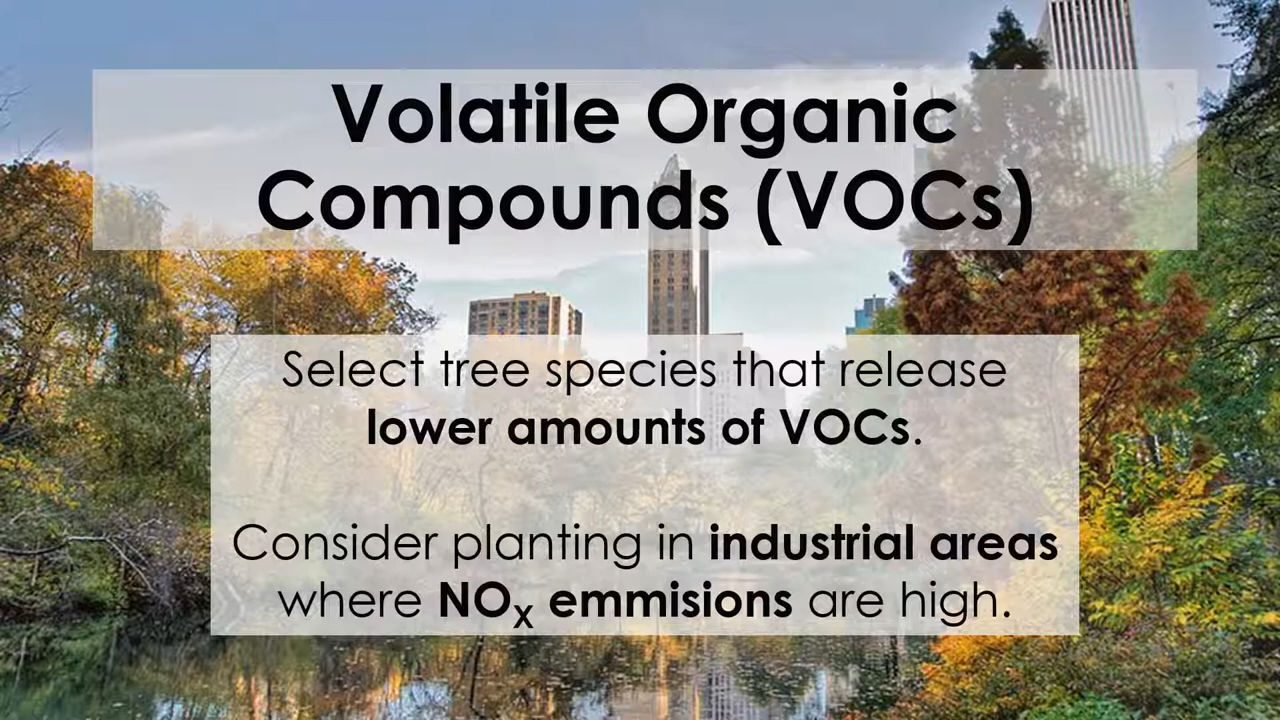 Volatile Organic
Compounds (VOCs)
Select tree species that release
lower amounts of VOCs.
Consider planting in industrial areas
where NOx emmisions are high.